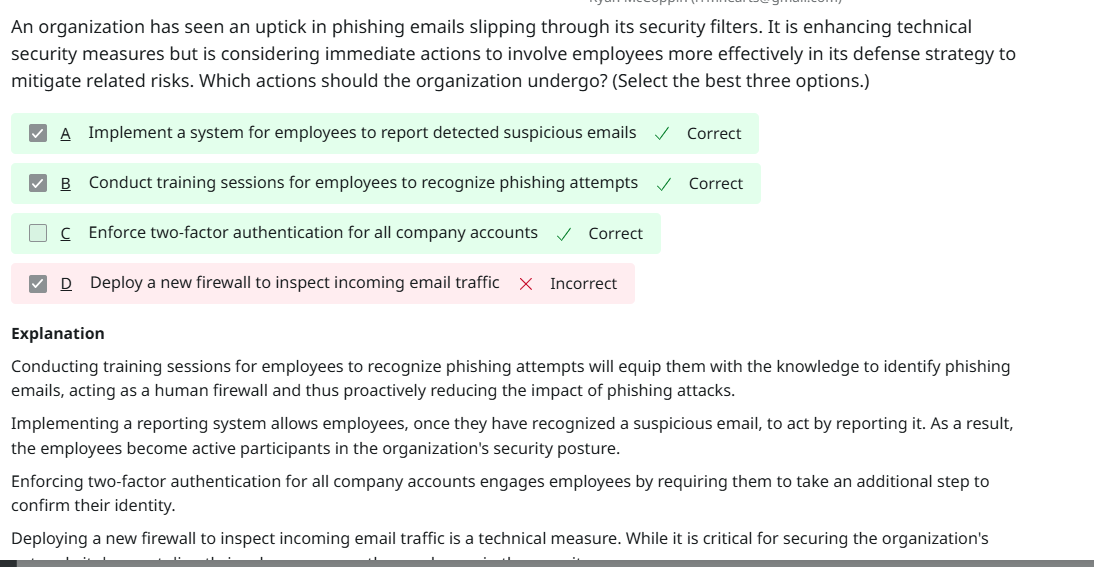 An organization has seen an uptick in phishing emails slipping through its security filters. It is enhancing technical
security measures but is considering immediate actions to involve employees more effectively in its defense strategy to
mitigate related risks. Which actions should the organization undergo? (Select the best three options.)
A Implement a system for employees to report detected suspicious emails ✓ Correct
B Conduct training sessions for employees to recognize phishing attempts ✓ Correct
C Enforce two-factor authentication for all company accounts ✓ Correct
D Deploy a new firewall to inspect incoming email traffic ✕ Incorrect
Explanation
Conducting training sessions for employees to recognize phishing attempts will equip them with the knowledge to identify phishing
emails, acting as a human firewall and thus proactively reducing the impact of phishing attacks.
Implementing a reporting system allows employees, once they have recognized a suspicious email, to act by reporting it. As a result,
the employees become active participants in the organization's security posture.
Enforcing two-factor authentication for all company accounts engages employees by requiring them to take an additional step to
confirm their identity.
Deploying a new firewall to inspect incoming email traffic is a technical measure. While it is critical for securing the organization's